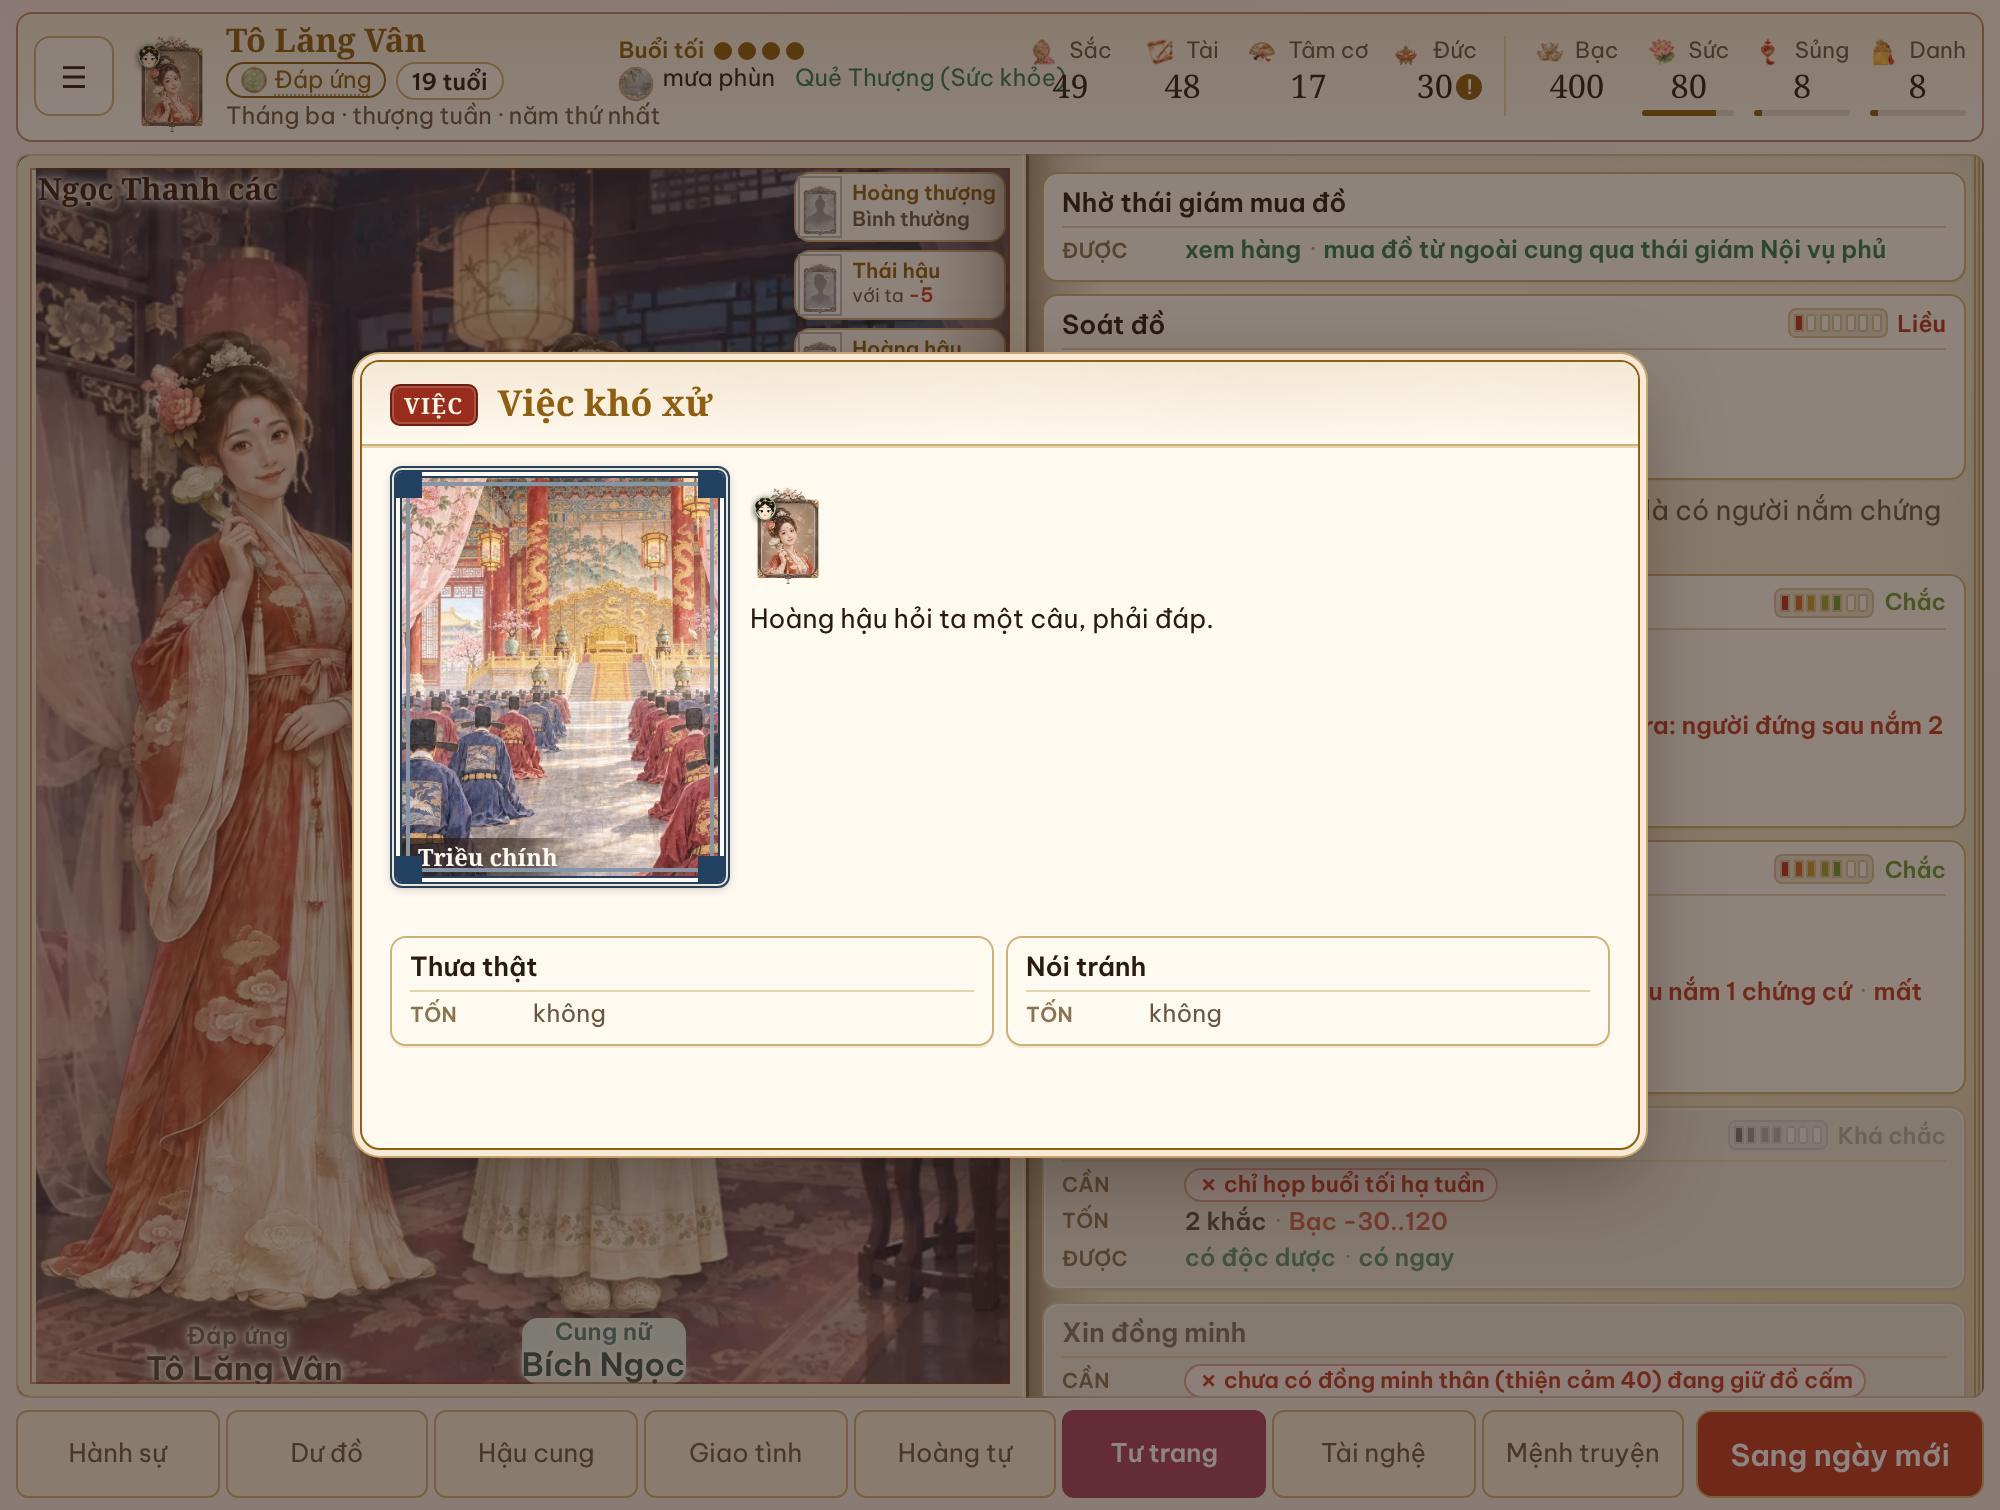 ☰
Tô Lăng Vân
Đáp ứng
19 tuổi
Tháng ba · thượng tuần · năm thứ nhất
Buổi tối
mưa phùn
Quẻ Thượng (Sức khỏe)
Sắc
49
Tài
48
Tâm cơ
17
Đức
30
!
Bạc
400
Sức
80
Sủng
8
Danh
8
Ngọc Thanh các
Hoàng thượng
Bình thường
Thái hậu
với ta -5
Hoàng hậu
Nhờ thái giám mua đồ
ĐƯỢC xem hàng · mua đồ từ ngoài cung qua thái giám Nội vụ phủ
Soát đồ
Liều
là có người nắm chứng
Chắc
ra: người đứng sau nắm 2
Chắc
nắm 1 chứng cứ · mất
Khá chắc
CẦN × chỉ họp buổi tối hạ tuần
TỐN 2 khắc · Bạc -30..120
ĐƯỢC có độc dược · có ngay
Xin đồng minh
CẦN × chưa có đồng minh thân (thiện cảm 40) đang giữ đồ cấm
VIỆC
Việc khó xử
Triều chính
Hoàng hậu hỏi ta một câu, phải đáp.
Thưa thật
TỐN không
Nói tránh
TỐN không
Đáp ứng
Tô Lăng Vân
Cung nữ
Bích Ngọc
Hành sự
Dư đồ
Hậu cung
Giao tình
Hoàng tự
Tư trang
Tài nghệ
Mệnh truyện
Sang ngày mới